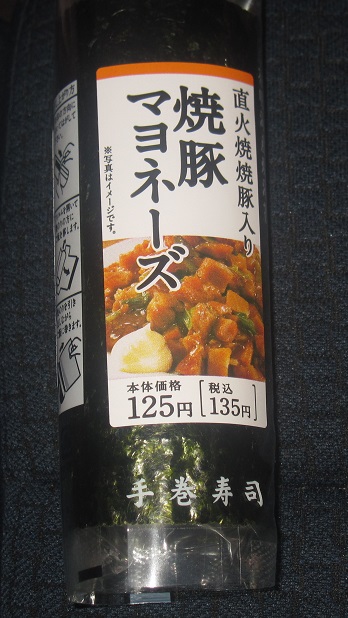 直火焼焼豚入り
焼豚
マヨネーズ
※写真はイメージです。
本体価格
125円
税込
135円
手巻寿司